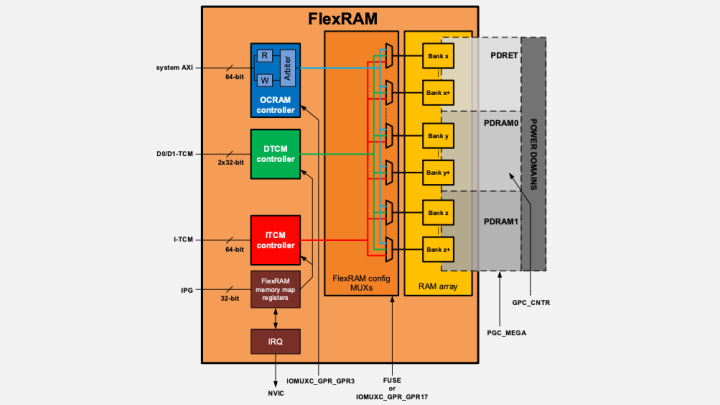 FlexRAM
system AXI
64-bit
R
W
Arbiter
OCRAM
controller
D0/D1-TCM
2x32-bit
DTCM
controller
I-TCM
64-bit
ITCM
controller
IPG
32-bit
FlexRAM
memory map
registers
IRQ
NVIC
IOMUXC_GPR_GPR3
FlexRAM config
MUXs
FUSE
or
IOMUXC_GPR_GPR17
Bank x
Bank x+
Bank y
Bank y+
Bank z
Bank z+
RAM array
PDRET
PDRAM0
PDRAM1
POWER DOMAINS
GPC_CNTR
PGC_MEGA